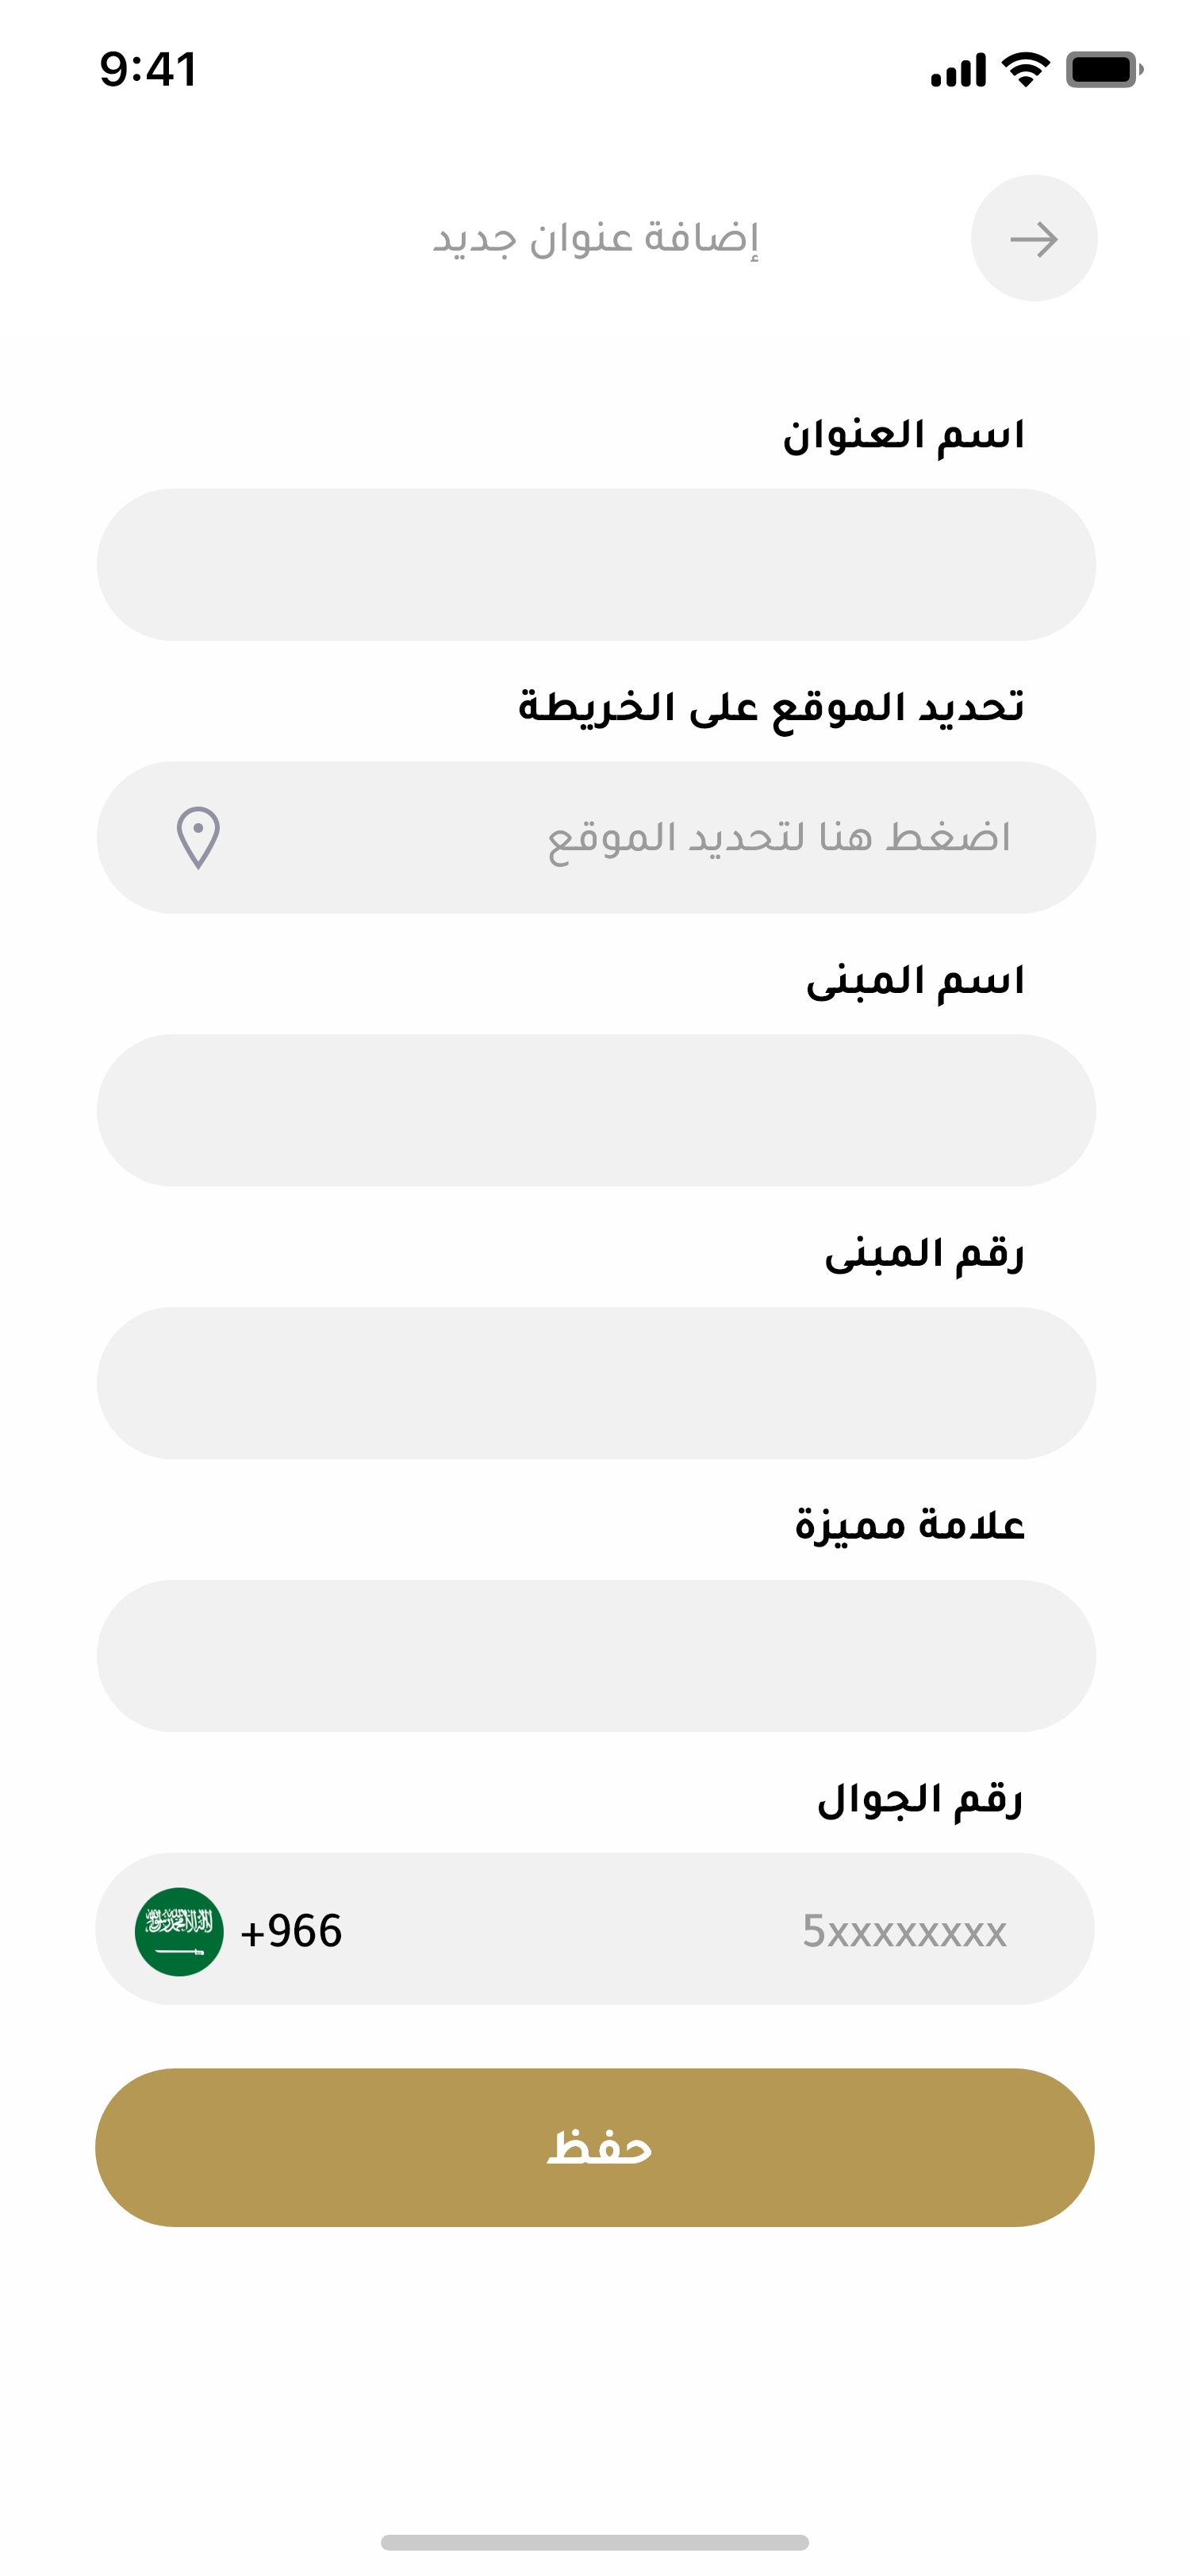 9:41
إضافة عنوان جديد
اسم العنوان
تحديد الموقع على الخريطة
اضغط هنا لتحديد الموقع
اسم المبنى
رقم المبنى
علامة مميزة
رقم الجوال
+966 5xxxxxxxx
حفظ